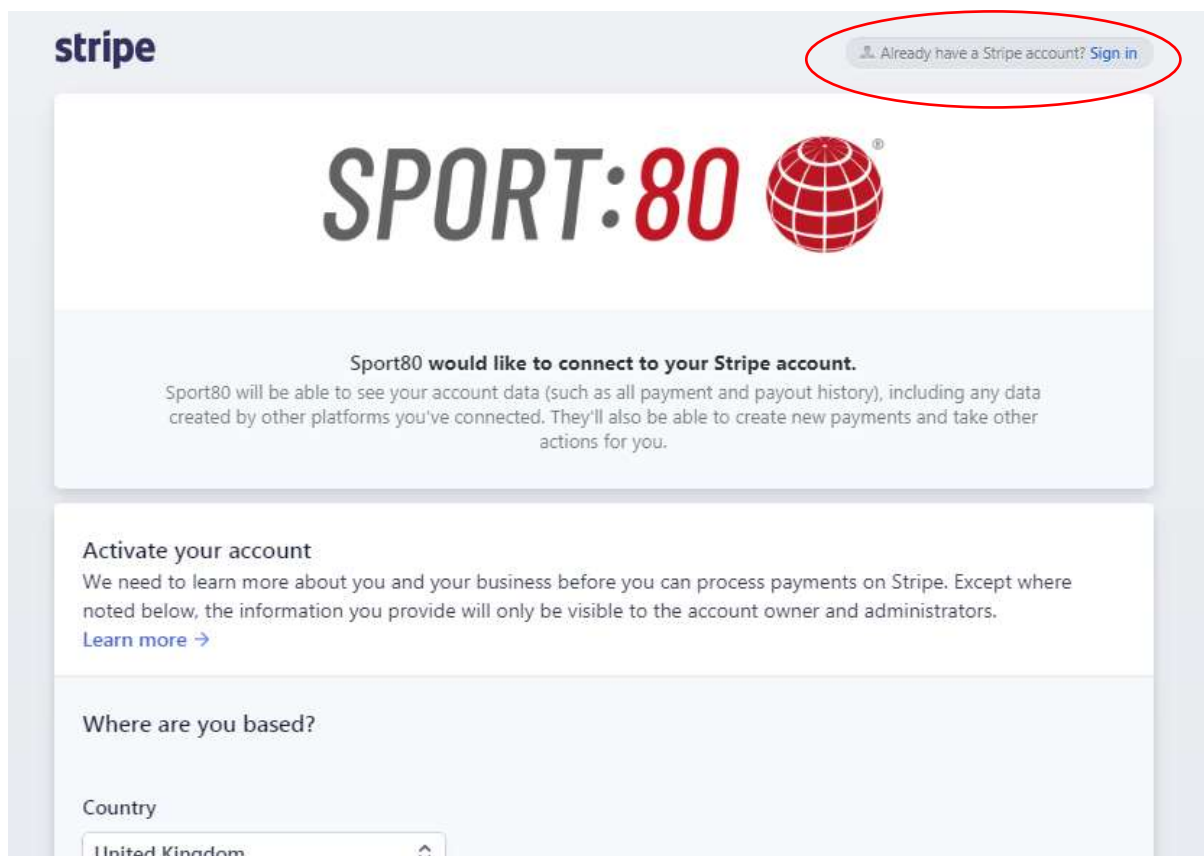 stripe
Already have a Stripe account? Sign in
SPORT:80 ®
Sport80 would like to connect to your Stripe account.
Sport80 will be able to see your account data (such as all payment and payout history), including any data
created by other platforms you've connected. They'll also be able to create new payments and take other
actions for you.
Activate your account
We need to learn more about you and your business before you can process payments on Stripe. Except where
noted below, the information you provide will only be visible to the account owner and administrators.
Learn more →
Where are you based?
Country
United Kingdom